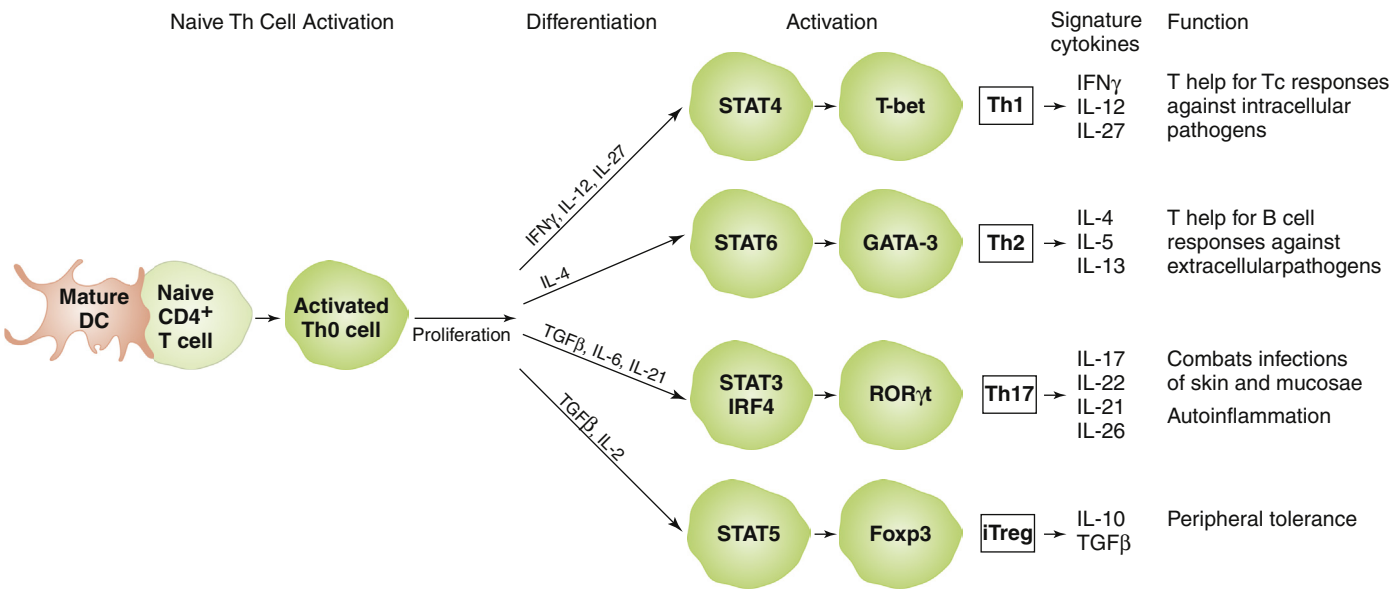 Naive Th Cell Activation
Differentiation
Activation
Signature
cytokines
Function
Mature
DC
Naive
CD4+
T cell
Activated
Th0 cell
Proliferation
IFNγ, IL-12, IL-27
STAT4
T-bet
Th1
IFNγ
IL-12
IL-27
T help for Tc responses
against intracellular
pathogens
IL-4
STAT6
GATA-3
Th2
IL-4
IL-5
IL-13
T help for B cell
responses against
extracellularpathogens
TGFβ, IL-6, IL-21
STAT3
IRF4
RORγt
Th17
IL-17
IL-22
IL-21
IL-26
Combats infections
of skin and mucosae
Autoinflammation
TGFβ, IL-2
STAT5
Foxp3
iTreg
IL-10
TGFβ
Peripheral tolerance